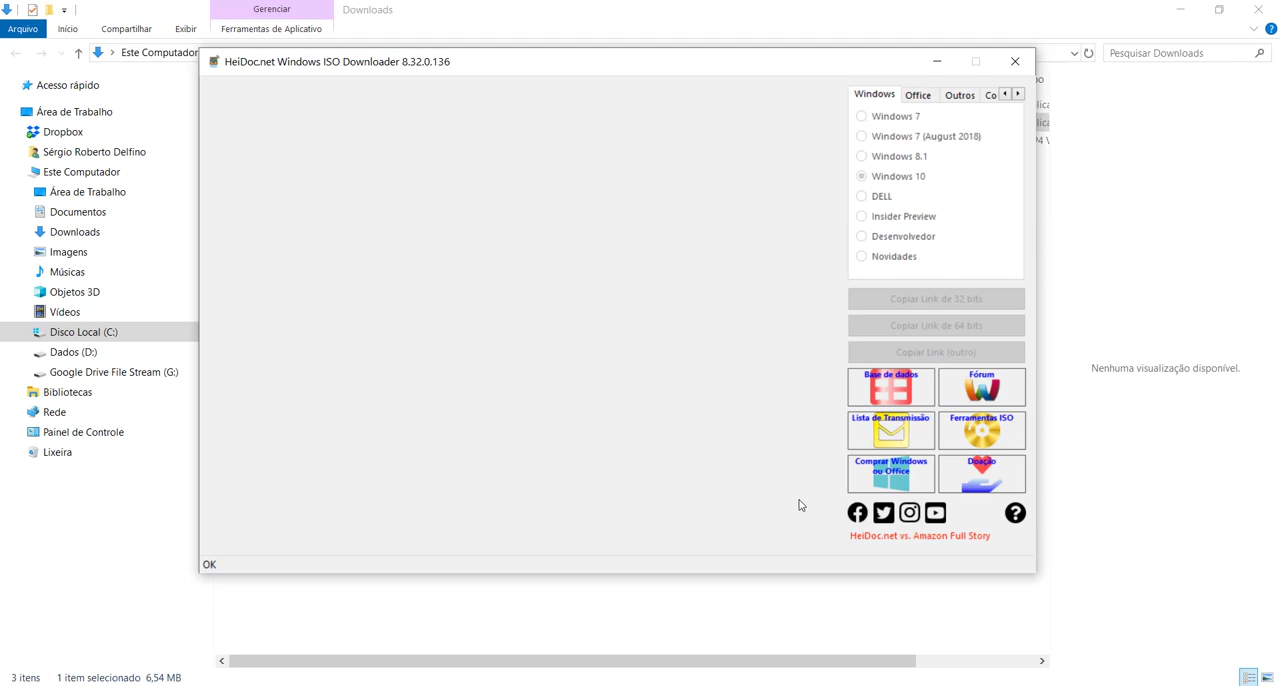 Gerenciar
Downloads
Arquivo
Início
Compartilhar
Exibir
Ferramentas de Aplicativo
Este Computador
Pesquisar Downloads
Acesso rápido
Área de Trabalho
Dropbox
Sérgio Roberto Delfino
Este Computador
Área de Trabalho
Documentos
Downloads
Imagens
Músicas
Objetos 3D
Vídeos
Disco Local (C:)
Dados (D:)
Google Drive File Stream (G:)
Bibliotecas
Rede
Painel de Controle
Lixeira
HeiDoc.net Windows ISO Downloader 8.32.0.136
Windows
Office
Outros
Co
Windows 7
Windows 7 (August 2018)
Windows 8.1
Windows 10
DELL
Insider Preview
Desenvolvedor
Novidades
Copiar Link de 32 bits
Copiar Link de 64 bits
Copiar Link (outro)
Base de dados
Fórum
Lista de Transmissão
Ferramentas ISO
Comprar Windows
ou Office
Doação
HeiDoc.net vs. Amazon Full Story
OK
Nenhuma visualização disponível.
3 itens
1 item selecionado 6,54 MB